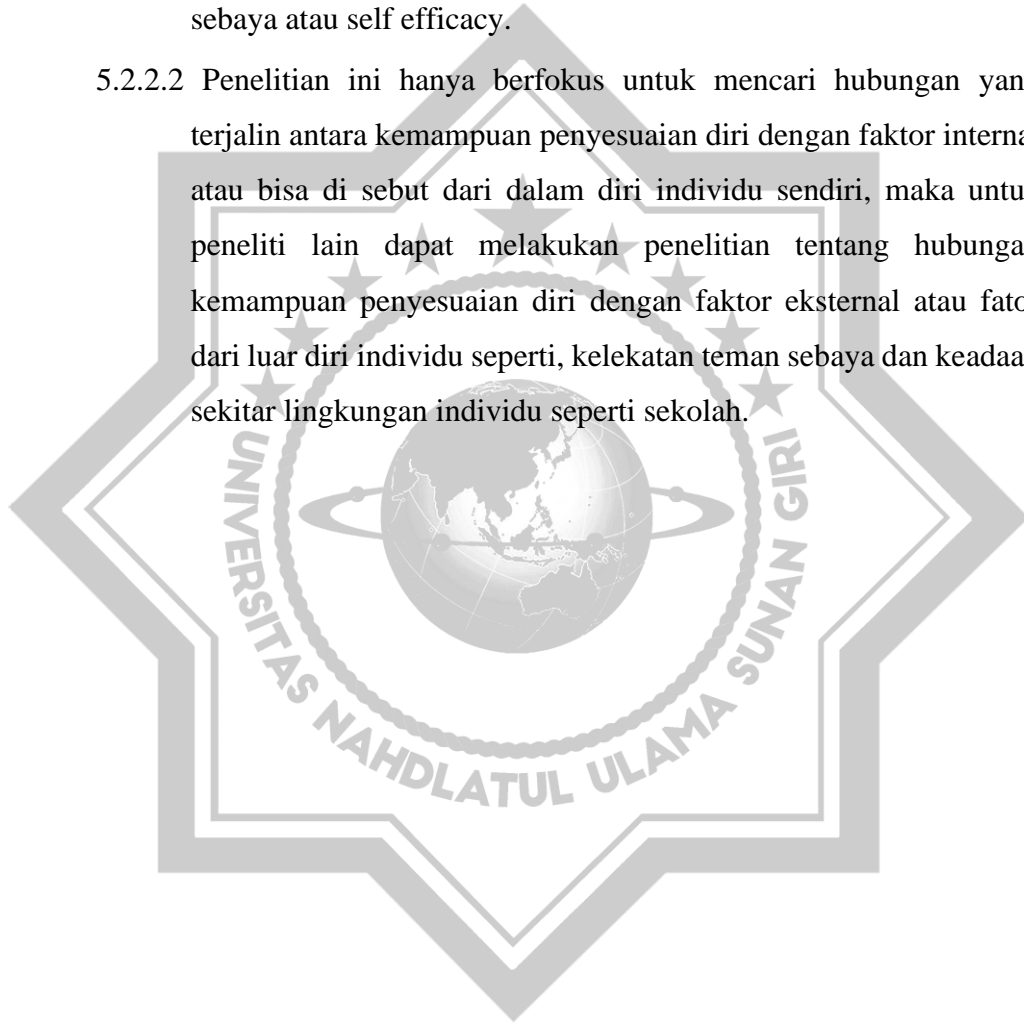 sebaya atau self efficacy.
5.2.2.2 Penelitian ini hanya berfokus untuk mencari hubungan yan
terjalin antara kemampuan penyesuaian diri dengan faktor interna
atau bisa di sebut dari dalam diri individu sendiri, maka untu
peneliti lain dapat melakukan penelitian tentang hubunga
kemampuan penyesuaian diri dengan faktor eksternal atau fato
dari luar diri individu seperti, kelekatan teman sebaya dan keadaa
sekitar lingkungan individu seperti sekolah.
UNIVERSITAS NAHDLATUL ULAMA SUNAN GIRI